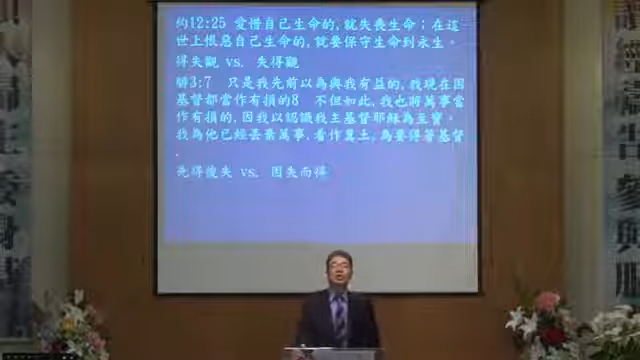 約12:25 愛惜自己生命的,就失喪生命；在這
世上恨惡自己生命的,就要保守生命到永生。
得失觀 vs. 失得觀
腓3:7 只是我先前以為與我有益的,我現在因
基督都當作有損的8 不但如此,我也將萬事當
作有損的,因我以認識我主基督耶穌為至寶。
我為他已經丟棄萬事,看作糞土,為要得著基督
。
先得後失 vs. 因失而得